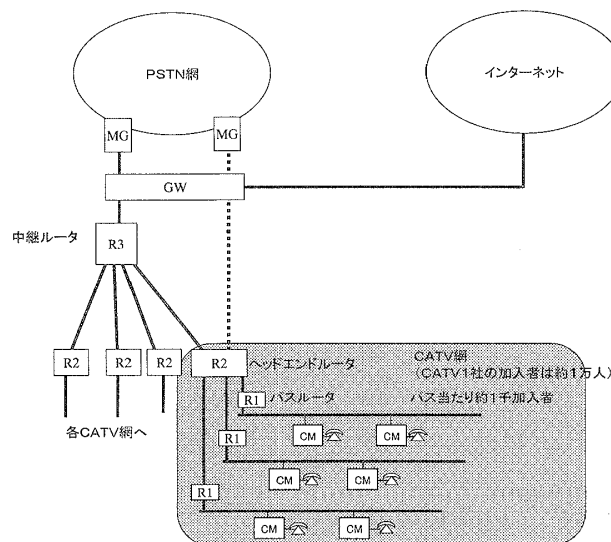 PSTN網
インターネット
MG
MG
GW
中継ルータ
R3
R2
R2
R2
R2
ヘッドエンドルータ
CATV網
(CATV1社の加入者は約1万人)
R1
バスルータ
バス当たり約1千加入者
各CATV網へ
CM
CM
R1
CM
CM
R1
CM
CM